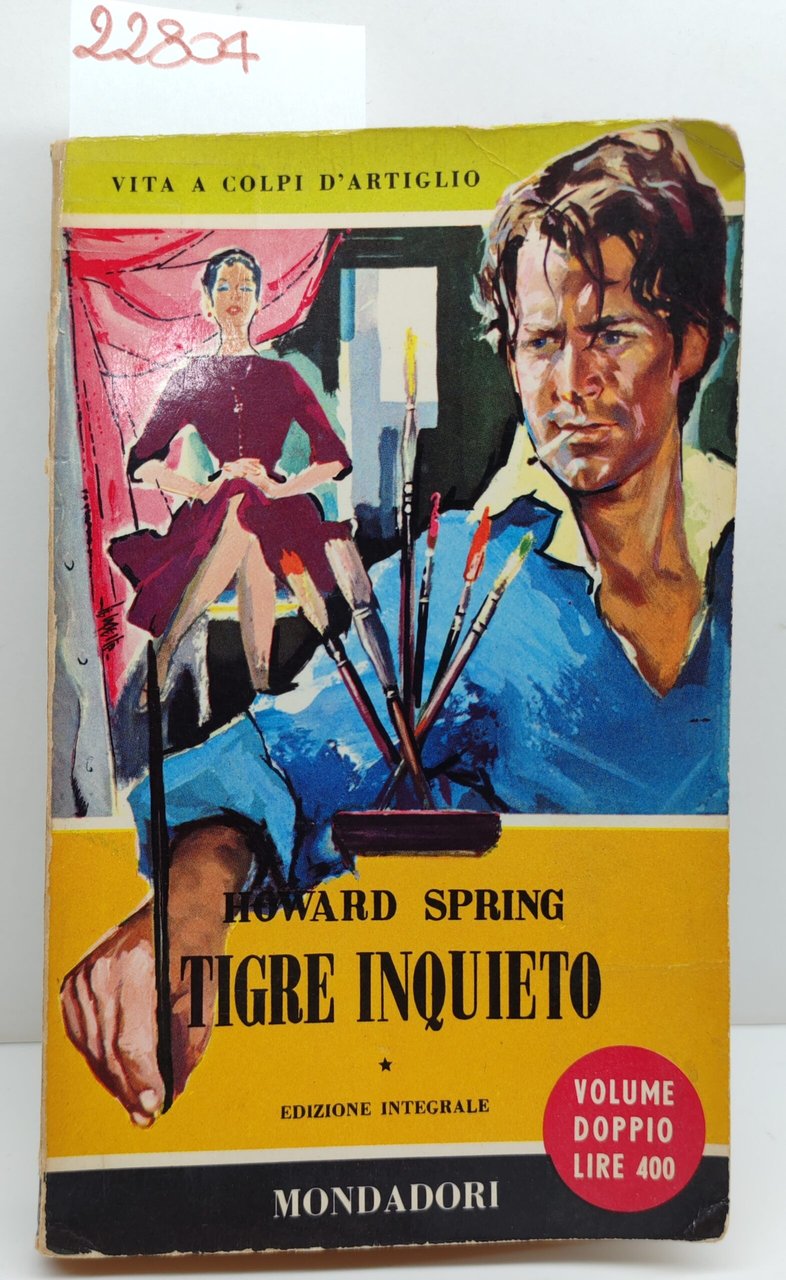 22804
VITA A COLPI D'ARTIGLIO
HOWARD SPRING
TIGRE INQUIETO
EDIZIONE INTEGRALE
VOLUME
DOPPIO
LIRE 400
MONDADORI